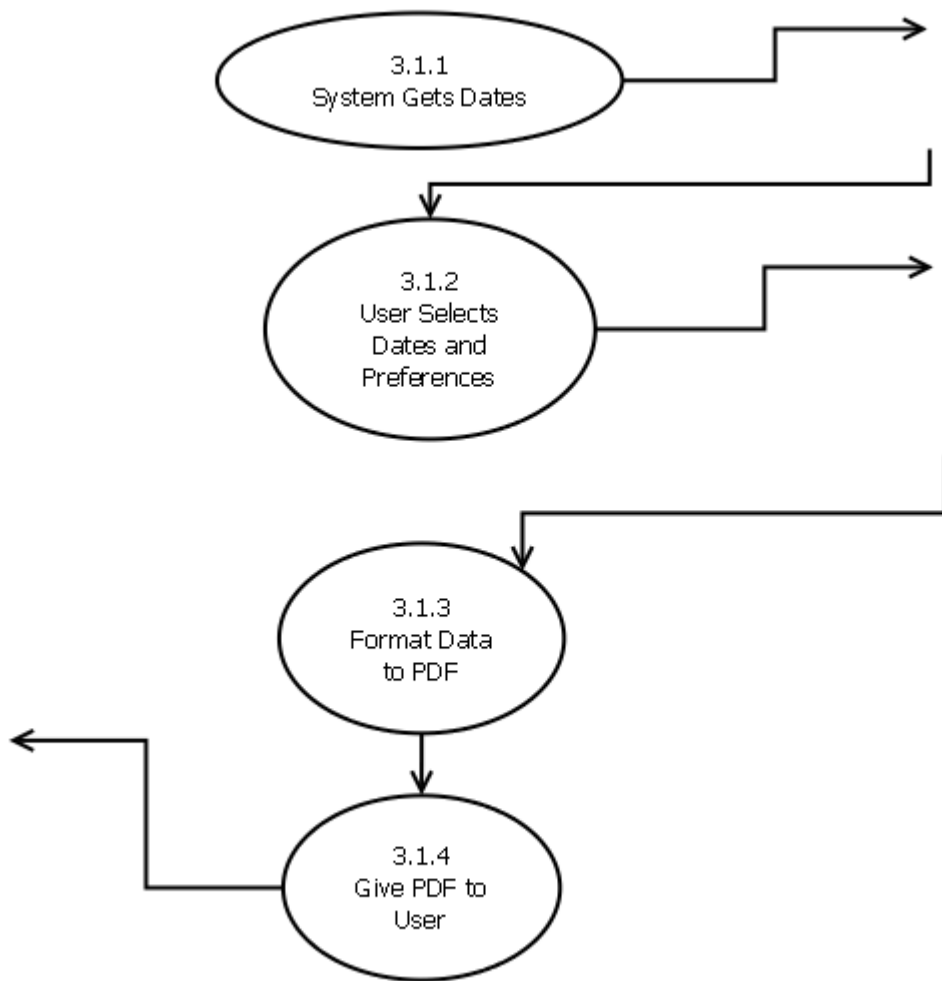 3.1.1
System Gets Dates
3.1.2
User Selects
Dates and
Preferences
3.1.3
Format Data
to PDF
3.1.4
Give PDF to
User